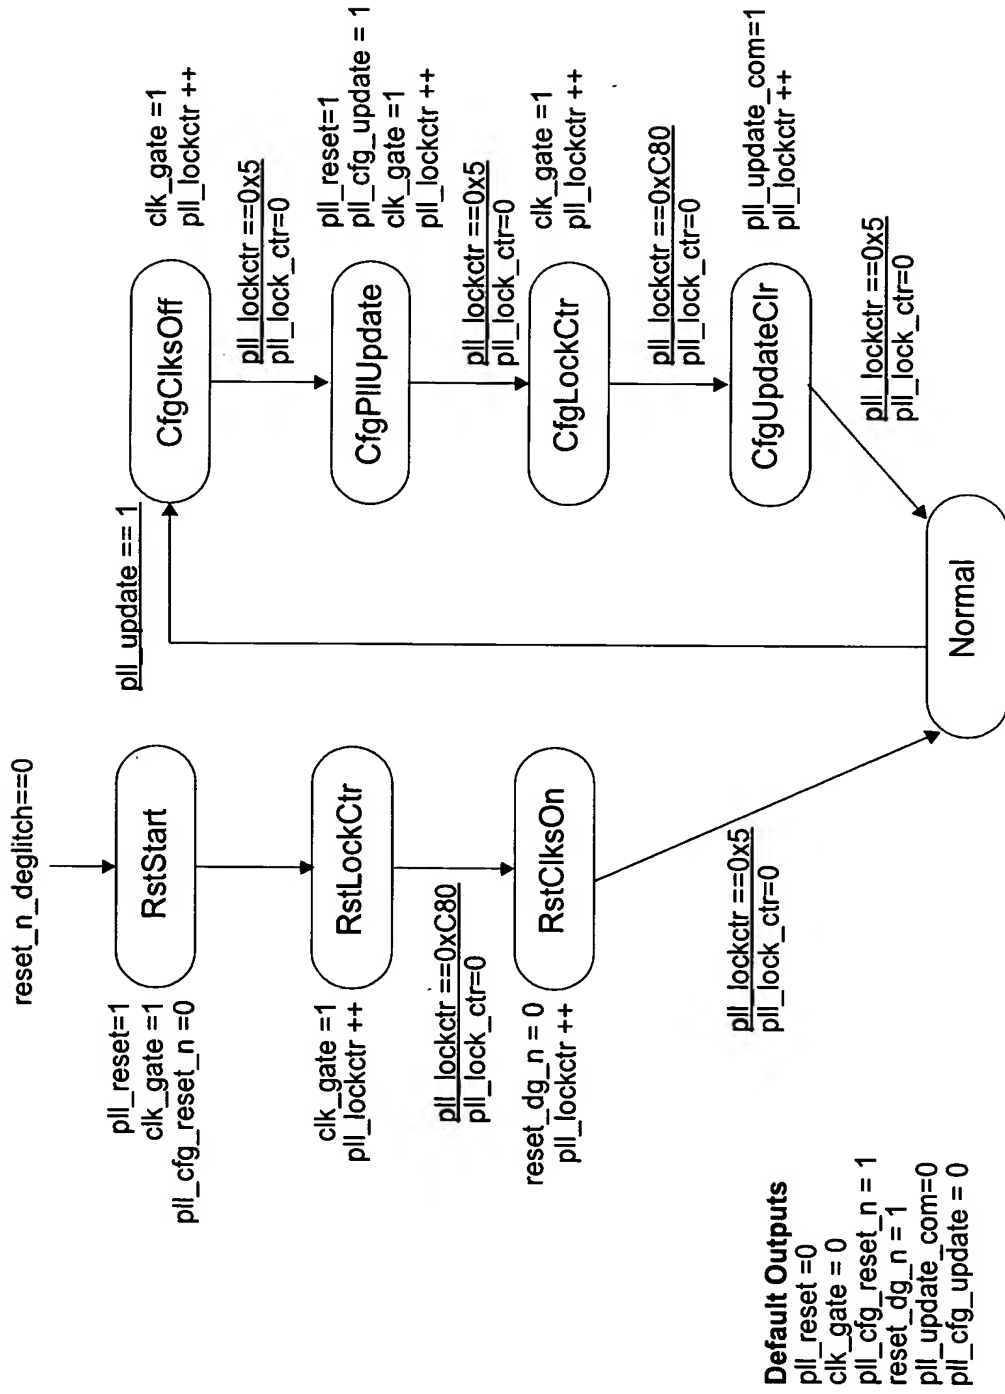 reset_n_deglitch==0
RstStart
pll_reset=1
clk_gate =1
pll_cfg_reset_n =0
RstLockCtr
clk_gate =1
pll_lockctr ++
pll_lockctr ==0xC80
pll_lock_ctr=0
RstClksOn
reset_dg_n = 0
pll_lockctr ++
pll_lockctr ==0x5
pll_lock_ctr=0
Normal
pll_update == 1
CfgClksOff
clk_gate =1
pll_lockctr ++
pll_lockctr ==0x5
pll_lock_ctr=0
CfgPllUpdate
pll_reset=1
pll_cfg_update = 1
clk_gate =1
pll_lockctr ++
pll_lockctr ==0x5
pll_lock_ctr=0
CfgLockCtr
clk_gate =1
pll_lockctr ++
pll_lockctr ==0xC80
pll_lock_ctr=0
CfgUpdateClr
pll_update_com=1
pll_lockctr ++
pll_lockctr ==0x5
pll_lock_ctr=0
Default Outputs
pll_reset =0
clk_gate = 0
pll_cfg_reset_n = 1
reset_dg_n = 1
pll_update_com=0
pll_cfg_update = 0